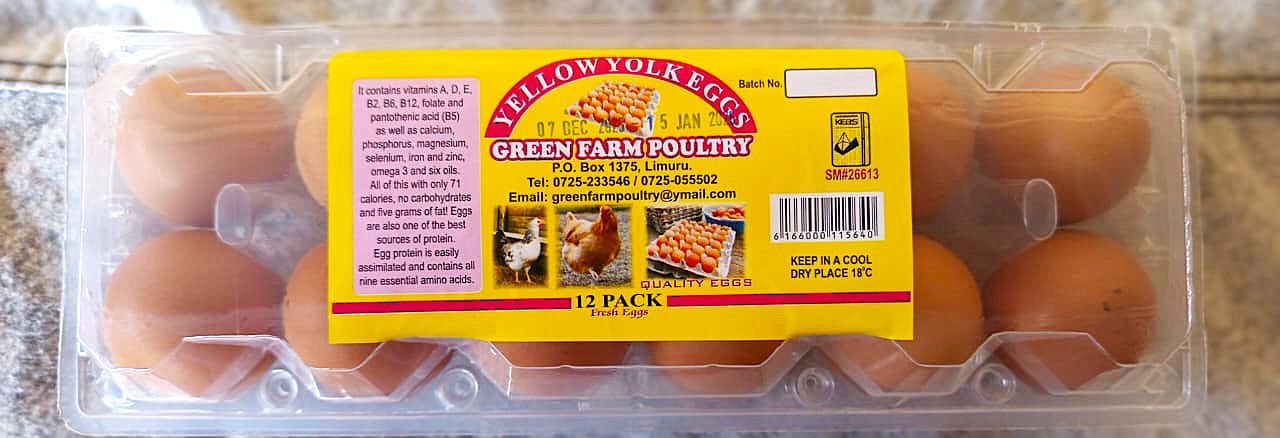 It contains vitamins A, D, E,
B2, B6, B12, folate and
pantothenic acid (B5)
as well as calcium,
phosphorus, magnesium,
selenium, iron and zinc,
omega 3 and six oils.
All of this with only 71
calories, no carbohydrates
and five grams of fat! Eggs
are also one of the best
sources of protein.
Egg protein is easily
assimilated and contains all
nine essential amino acids.
YELLOW YOLK EGGS
07 DEC
5 JAN
GREEN FARM POULTRY
P.O. Box 1375, Limuru.
Tel: 0725-233546 / 0725-055502
Email: greenfarmpoultry@ymail.com
QUALITY EGGS
12 PACK
Fresh Eggs
Batch No.
KEBS
SM#26613
6 166000 115640
KEEP IN A COOL
DRY PLACE 18°C